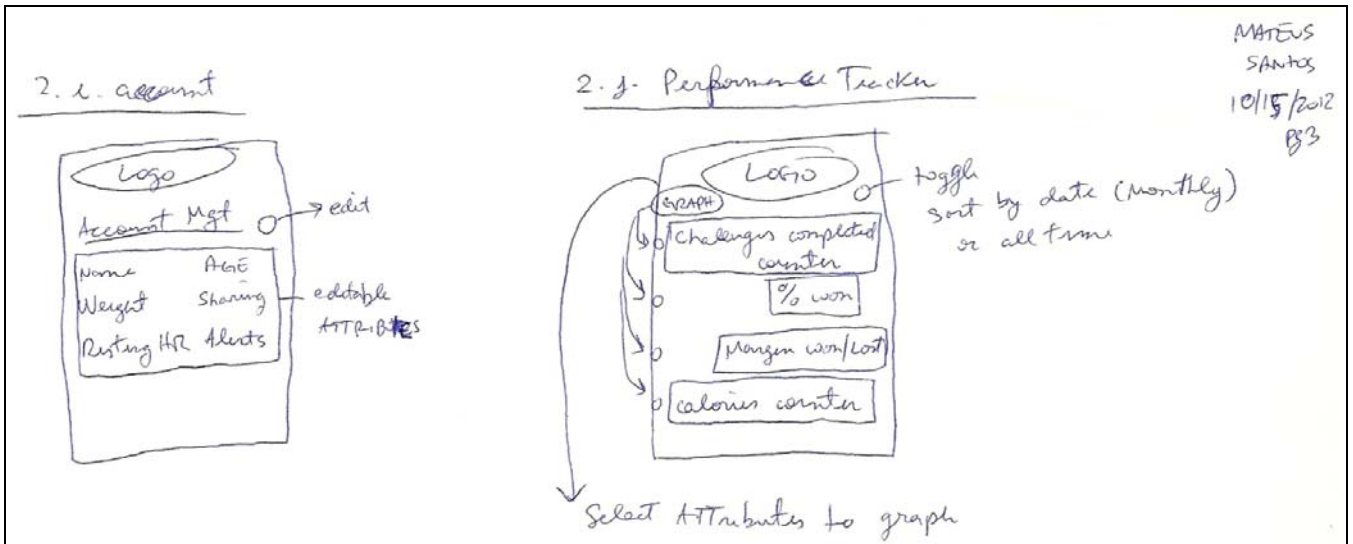 MATEUS
SANTOS
10/15/2012
pg3
2. i. account
Logo
Account Mgt
edit
Name AGE
Weight Sharing
Resting HR Alerts
editable
ATTRIBUTES
2. j. Performance Tracker
LOGO
toggle
sort by date (monthly)
or all time
GRAPH
Challenges completed
counter
% won
Margin won/lost
calories counter
Select ATTributes to graph